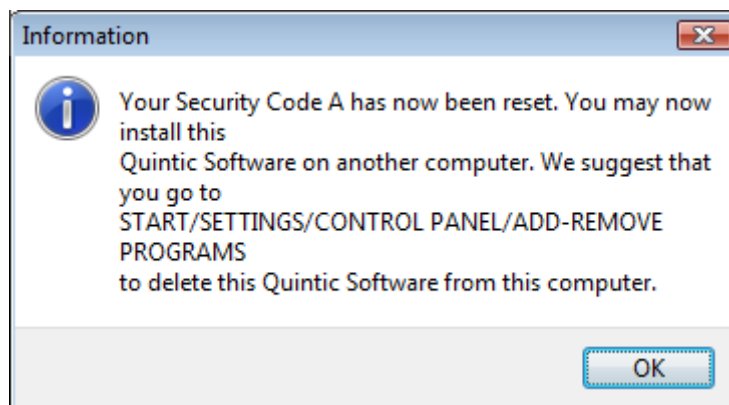 Information
Your Security Code A has now been reset. You may now
install this
Quintic Software on another computer. We suggest that
you go to
START/SETTINGS/CONTROL PANEL/ADD-REMOVE
PROGRAMS
to delete this Quintic Software from this computer.
OK